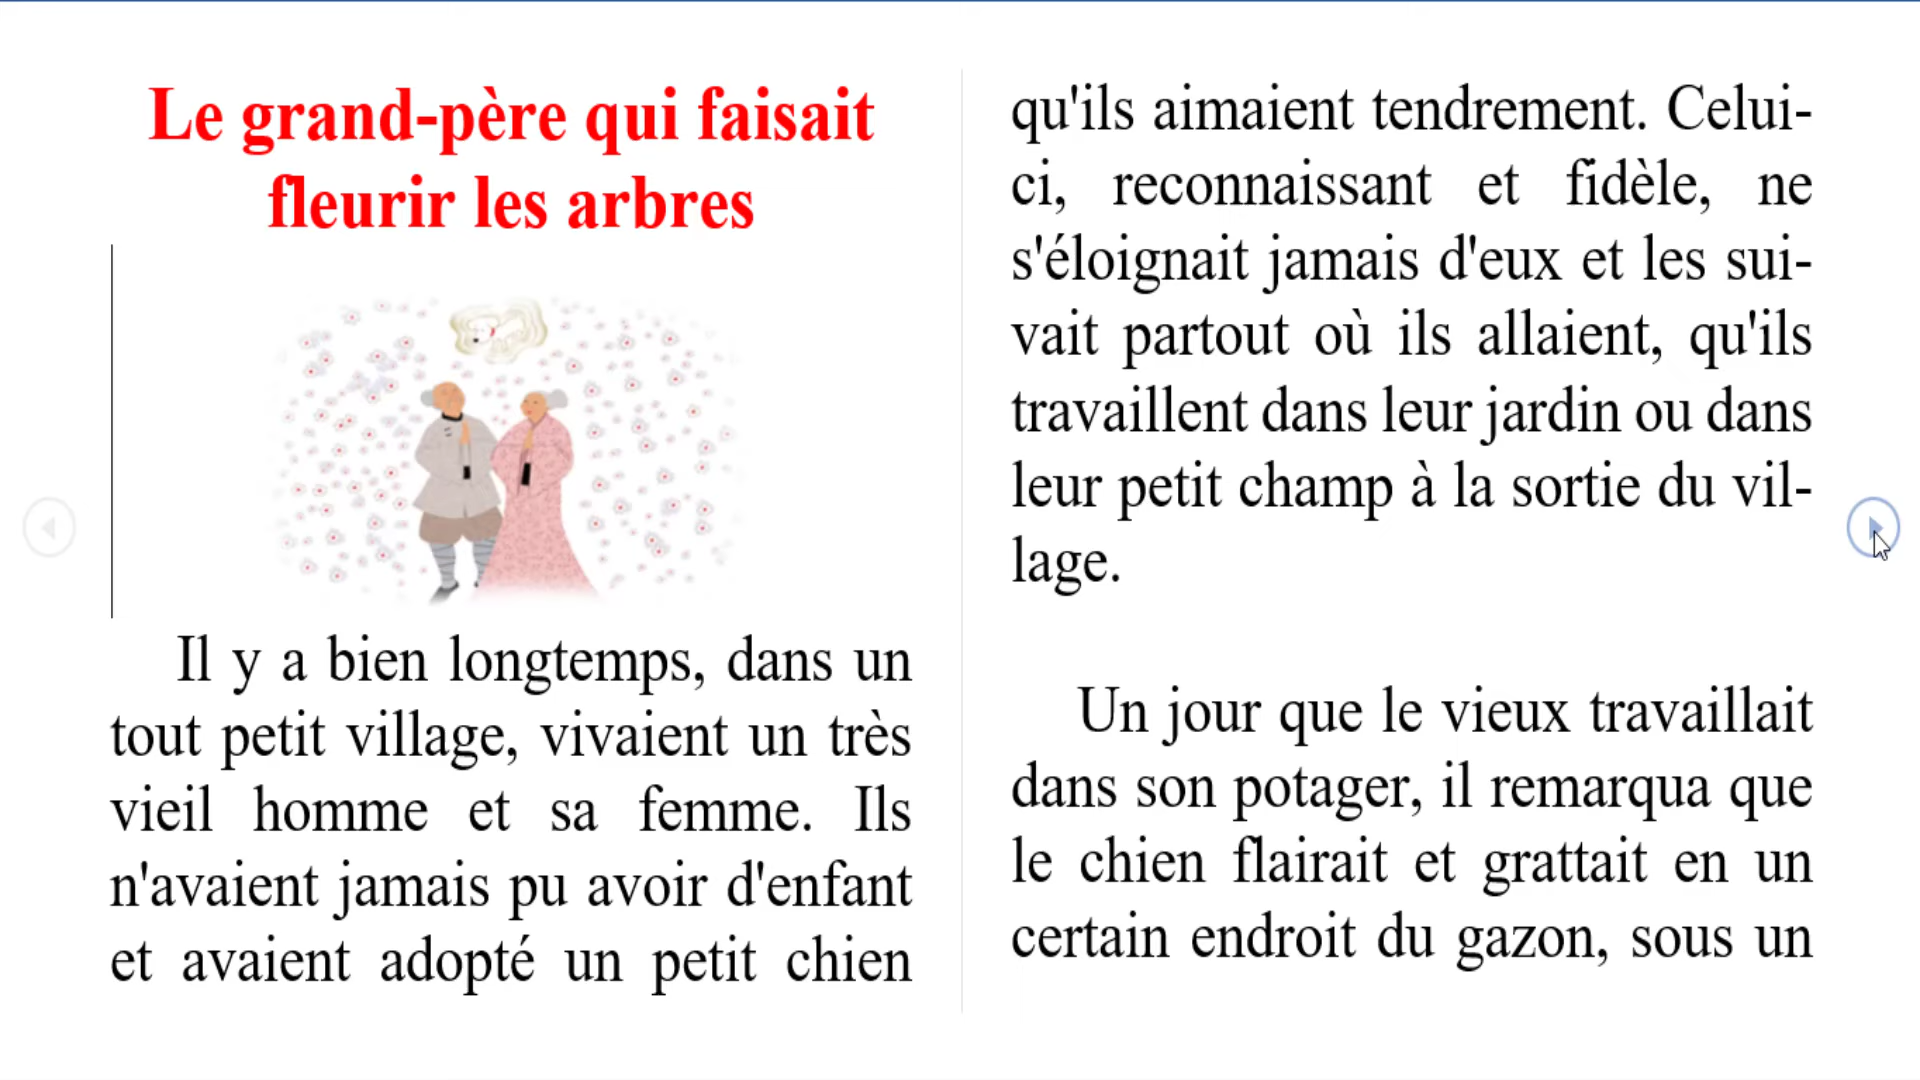 Le grand-père qui faisait
fleurir les arbres
Il y a bien longtemps, dans un
tout petit village, vivaient un très
vieil homme et sa femme. Ils
n'avaient jamais pu avoir d'enfant
et avaient adopté un petit chien
qu'ils aimaient tendrement. Celui-
ci, reconnaissant et fidèle, ne
s'éloignait jamais d'eux et les sui-
vait partout où ils allaient, qu'ils
travaillent dans leur jardin ou dans
leur petit champ à la sortie du vil-
lage.
Un jour que le vieux travaillait
dans son potager, il remarqua que
le chien flairait et grattait en un
certain endroit du gazon, sous un